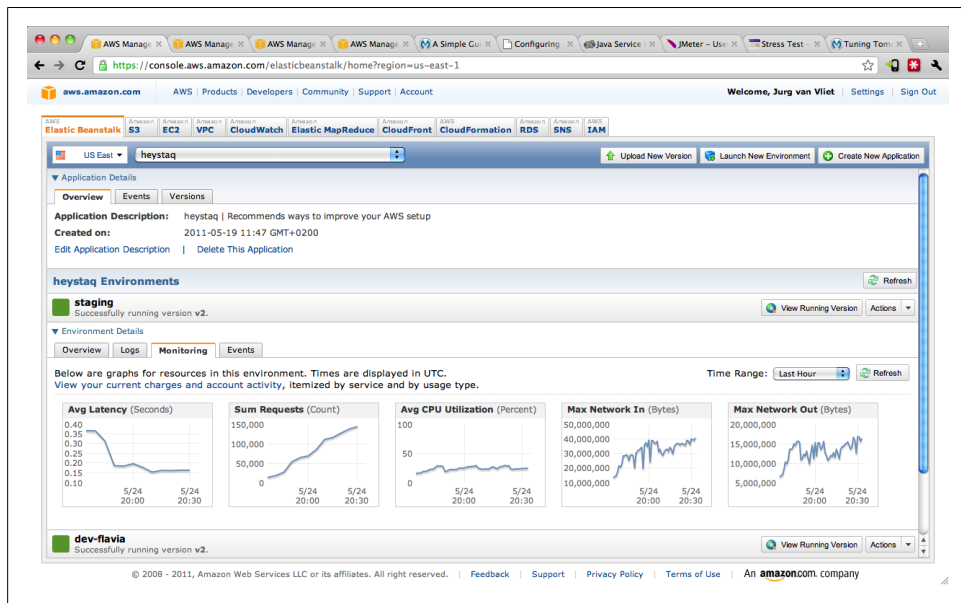 AWS Manage
AWS Manage
AWS Manage
AWS Manage
A Simple Gui
Configuring
Java Service
JMeter – Use
Stress Test –
Tuning Tomc
https://console.aws.amazon.com/elasticbeanstalk/home?region=us-east-1
aws.amazon.com AWS | Products | Developers | Community | Support | Account Welcome, Jurg van Vliet | Settings | Sign Out
AWS Elastic Beanstalk
Amazon S3
Amazon EC2
Amazon VPC
Amazon CloudWatch
Amazon Elastic MapReduce
Amazon CloudFront
AWS CloudFormation
Amazon RDS
Amazon SNS
AWS IAM
US East heystaq Upload New Version Launch New Environment Create New Application
Application Details
Overview Events Versions
Application Description: heystaq | Recommends ways to improve your AWS setup
Created on: 2011-05-19 11:47 GMT+0200
Edit Application Description | Delete This Application
heystaq Environments Refresh
staging
Successfully running version v2.
View Running Version Actions
Environment Details
Overview Logs Monitoring Events
Below are graphs for resources in this environment. Times are displayed in UTC.
View your current charges and account activity, itemized by service and by usage type.
Time Range: Last Hour Refresh
Avg Latency (Seconds)
0.40
0.35
0.30
0.25
0.20
0.15
0.10
5/24 20:00
5/24 20:30
Sum Requests (Count)
150,000
100,000
50,000
0
5/24 20:00
5/24 20:30
Avg CPU Utilization (Percent)
100
50
0
5/24 20:00
5/24 20:30
Max Network In (Bytes)
50,000,000
40,000,000
30,000,000
20,000,000
10,000,000
5/24 20:00
5/24 20:30
Max Network Out (Bytes)
20,000,000
15,000,000
10,000,000
5,000,000
5/24 20:00
5/24 20:30
dev-flavia
Successfully running version v2.
View Running Version Actions
© 2008 - 2011, Amazon Web Services LLC or its affiliates. All right reserved. | Feedback | Support | Privacy Policy | Terms of Use | An amazon.com. company